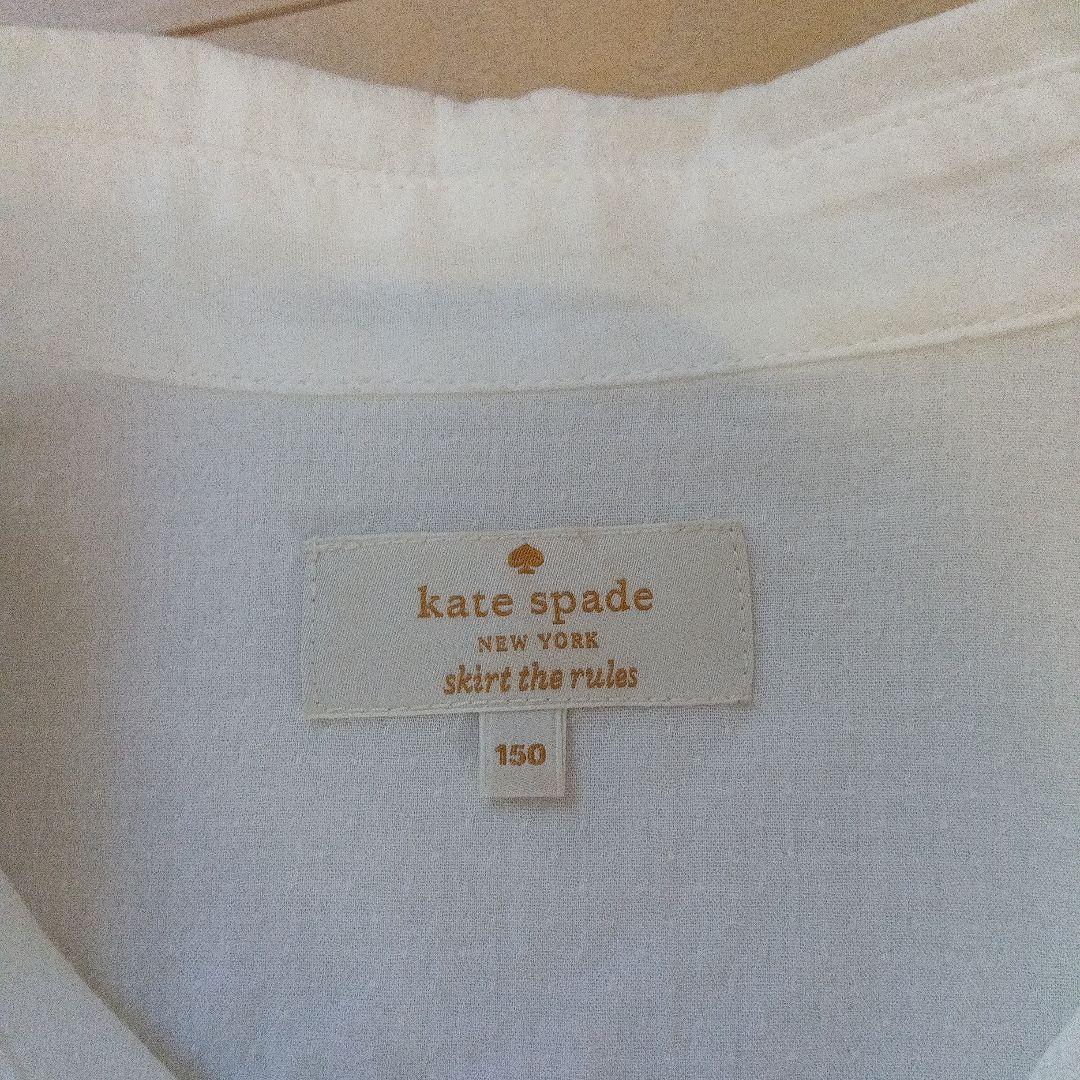 kate spade
NEW YORK
skirt the rules
150